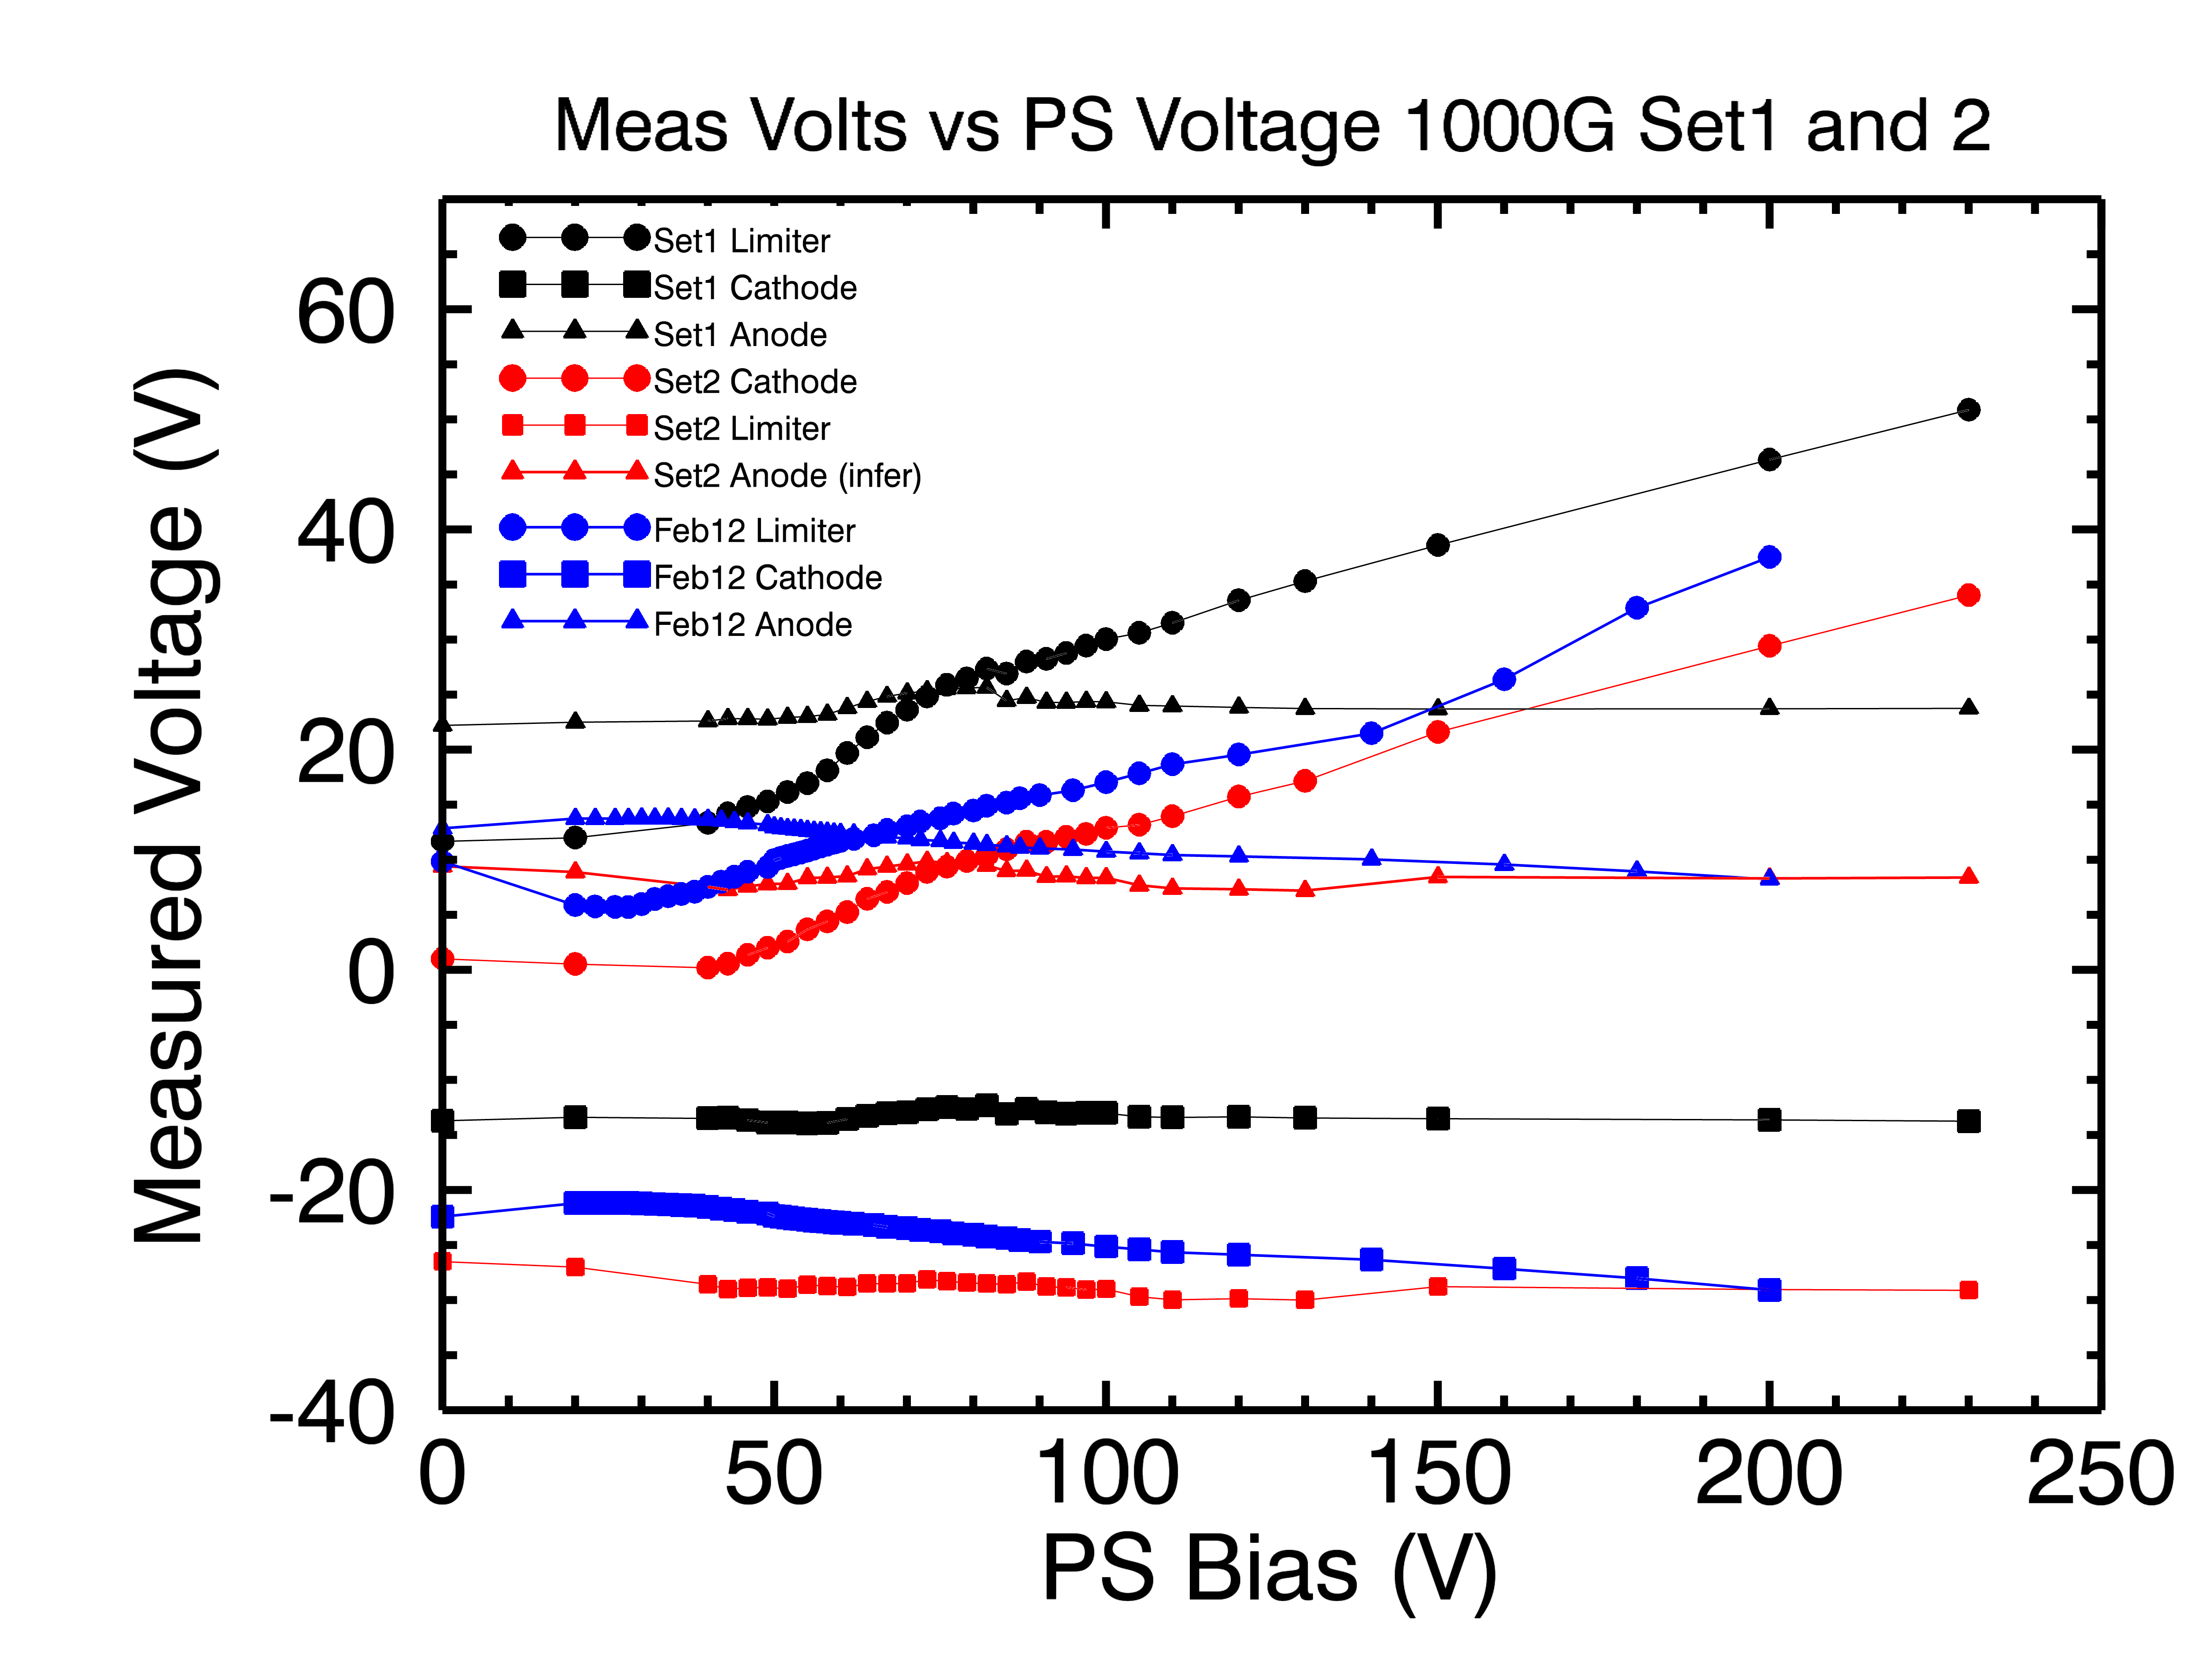 Meas Volts vs PS Voltage 1000G Set1 and 2
Set1 Limiter
Set1 Cathode
Set1 Anode
Set2 Cathode
Set2 Limiter
Set2 Anode (infer)
Feb12 Limiter
Feb12 Cathode
Feb12 Anode
Measured Voltage (V)
60
40
20
0
-20
-40
0 50 100 150 200 250
PS Bias (V)